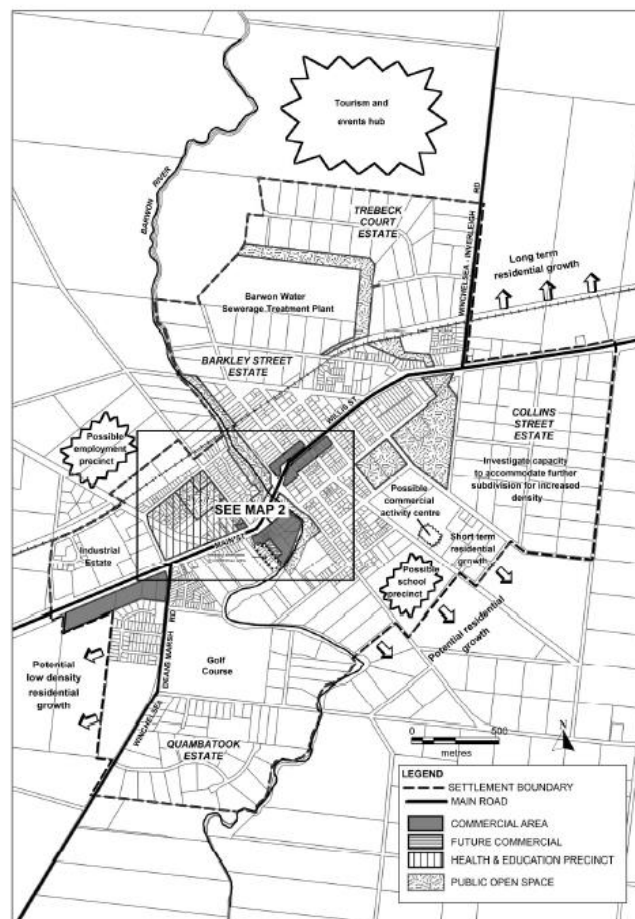 Tourism and
events hub
BARWON RIVER
TREBECK
COURT
ESTATE
WINCHELSEA - INVERLEIGH RD
Long term
residential growth
Barwon Water
Sewerage Treatment Plant
BARKLEY STREET
ESTATE
WILLIS ST
COLLINS
STREET
ESTATE
Possible
employment
precinct
Investigate capacity
to accommodate further
subdivision for increased
density
SEE MAP 2
Possible
commercial
activity centre
MAIN ST
Industrial
Estate
Short term
residential
growth
Possible
school
precinct
Potential residential
growth
Potential
low density
residential
growth
WINCHELSEA DEANS MARSH RD
Golf
Course
QUAMBATOOK
ESTATE
0 500
metres
N
LEGEND
SETTLEMENT BOUNDARY
MAIN ROAD
COMMERCIAL AREA
FUTURE COMMERCIAL
HEALTH & EDUCATION PRECINCT
PUBLIC OPEN SPACE